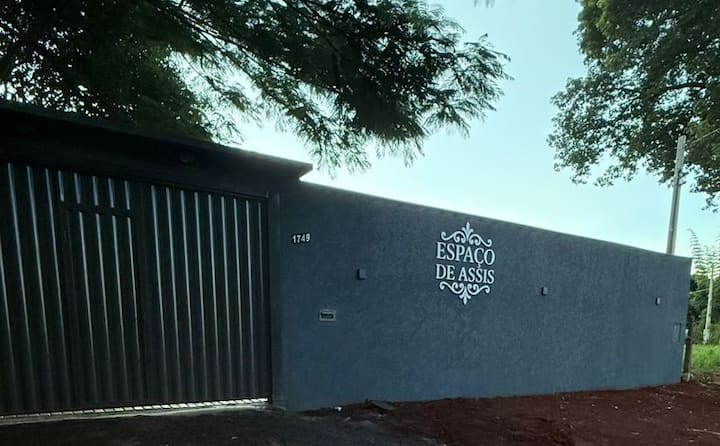 1749
ESPAÇO
DE ASSIS